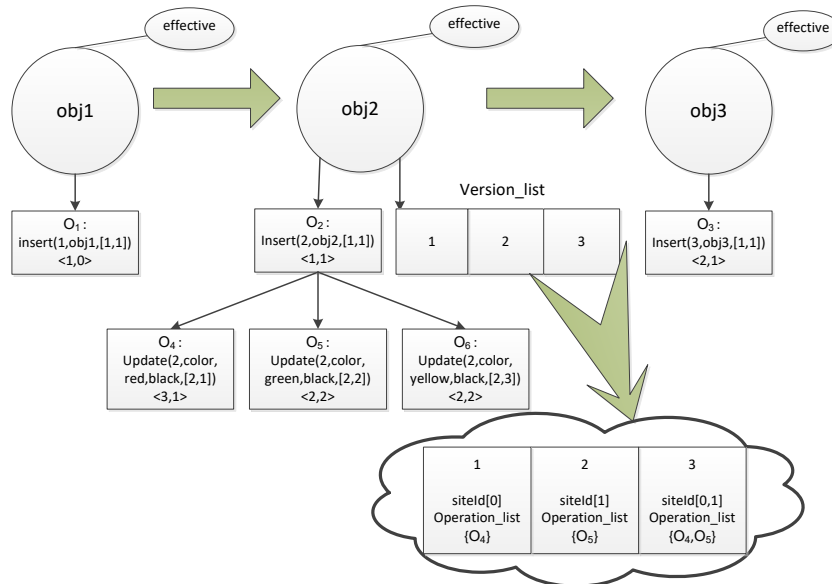 effective
effective
effective
obj1
obj2
obj3
Version_list
O₁:
insert(1,obj1,[1,1])
<1,0>
O₂:
Insert(2,obj2,[1,1])
<1,1>
1
2
3
O₃:
Insert(3,obj3,[1,1])
<2,1>
O₄:
Update(2,color,
red,black,[2,1])
<3,1>
O₅:
Update(2,color,
green,black,[2,2])
<2,2>
O₆:
Update(2,color,
yellow,black,[2,3])
<2,2>
1
siteId[0]
Operation_list
{O₄}
2
siteId[1]
Operation_list
{O₅}
3
siteId[0,1]
Operation_list
{O₄,O₅}